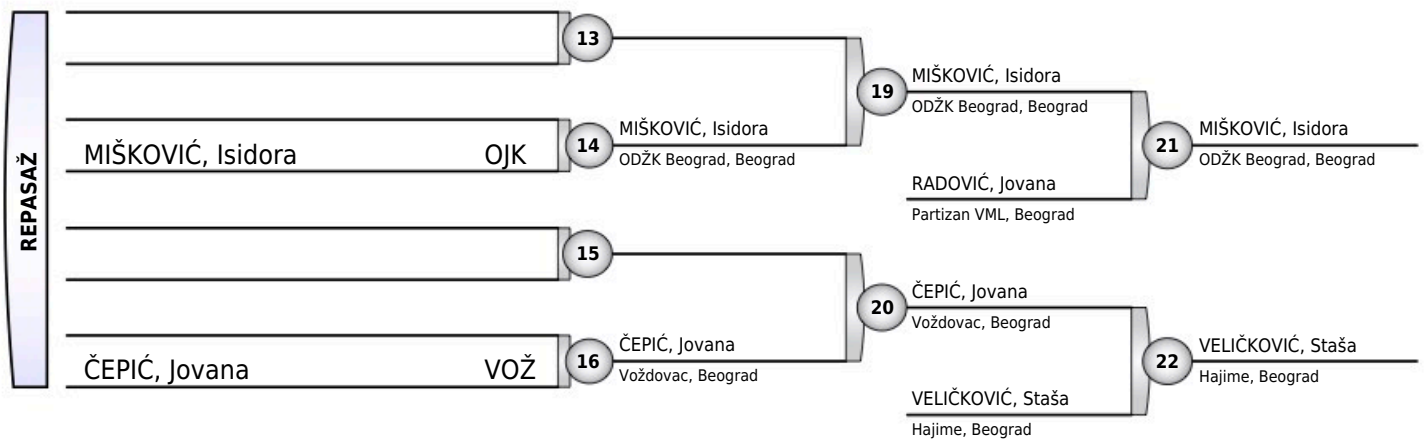 REPASAŽ
13
MIŠKOVIĆ, Isidora OJK
14
MIŠKOVIĆ, Isidora
ODŽK Beograd, Beograd
15
ČEPIĆ, Jovana VOŽ
16
ČEPIĆ, Jovana
Voždovac, Beograd
19
MIŠKOVIĆ, Isidora
ODŽK Beograd, Beograd
RADOVIĆ, Jovana
Partizan VML, Beograd
20
ČEPIĆ, Jovana
Voždovac, Beograd
VELIČKOVIĆ, Staša
Hajime, Beograd
21
MIŠKOVIĆ, Isidora
ODŽK Beograd, Beograd
22
VELIČKOVIĆ, Staša
Hajime, Beograd